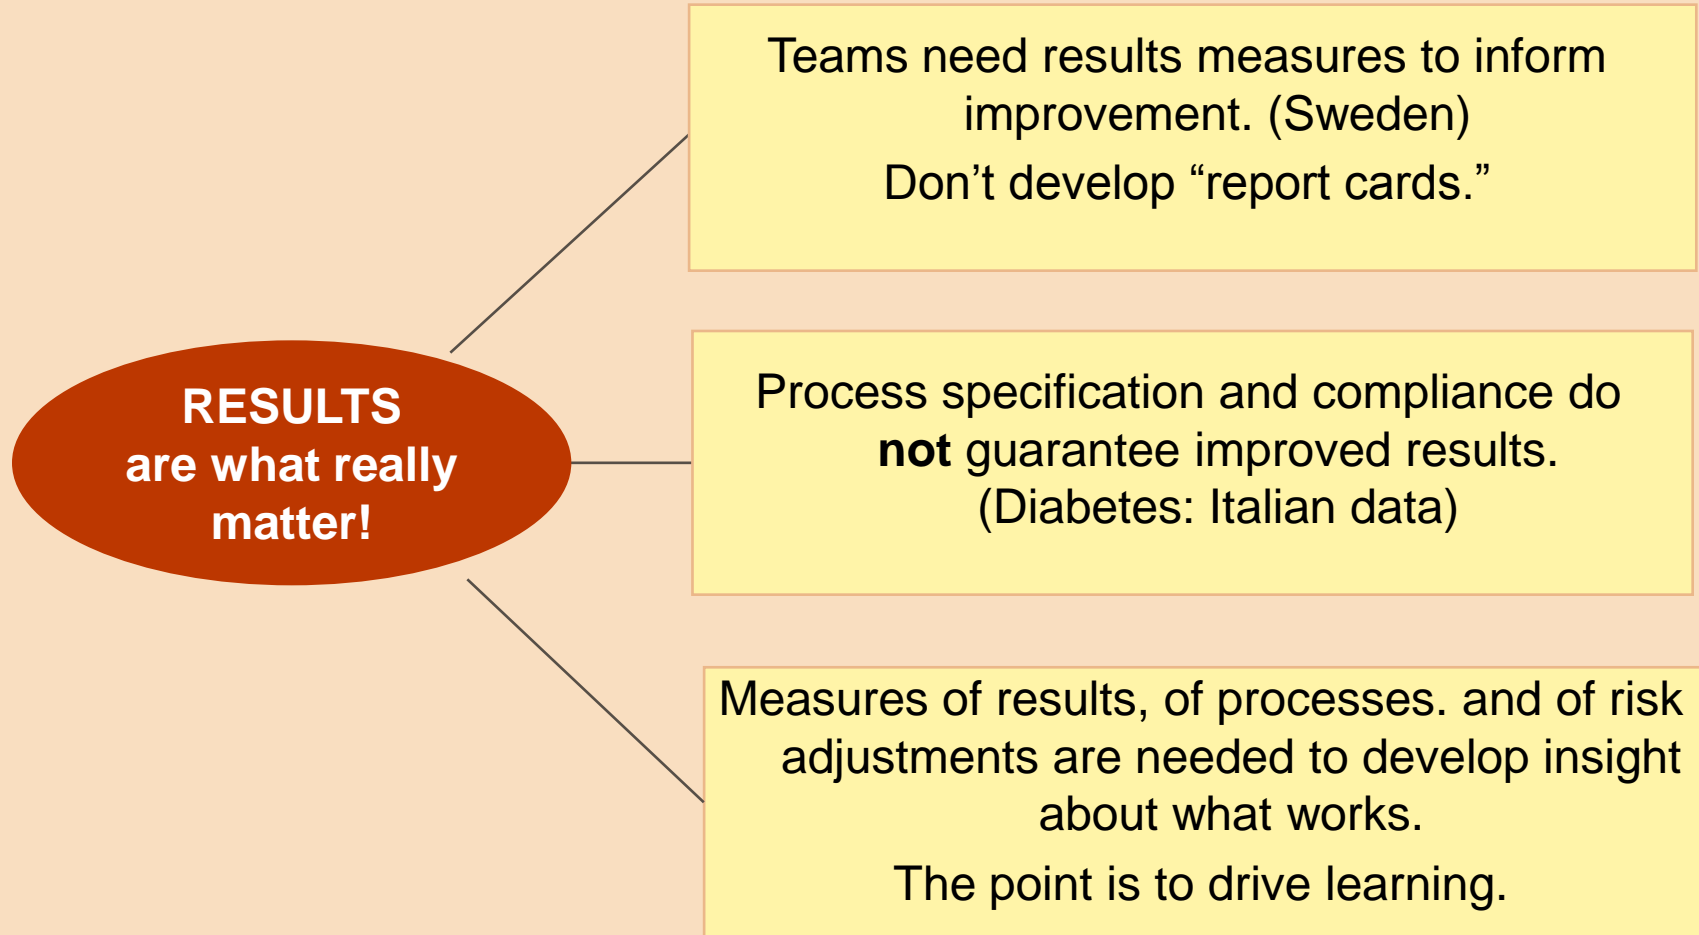 Teams need results measures to inform
improvement. (Sweden)
Don’t develop “report cards.”
RESULTS
are what really
matter!
Process specification and compliance do
not guarantee improved results.
(Diabetes: Italian data)
Measures of results, of processes. and of risk
adjustments are needed to develop insight
about what works.
The point is to drive learning.